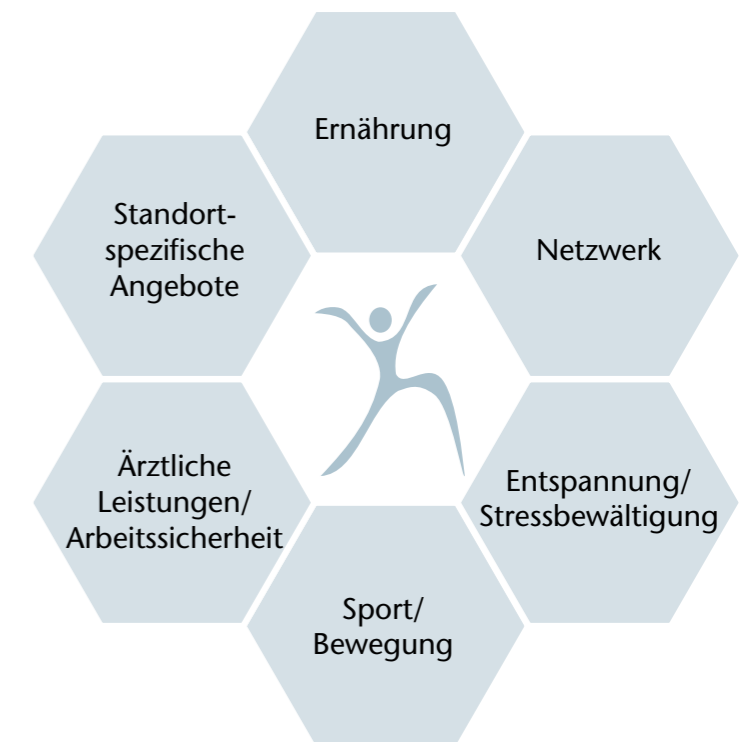 Ernährung
Netzwerk
Entspannung/
Stressbewältigung
Sport/
Bewegung
Ärztliche
Leistungen/
Arbeitssicherheit
Standort-
spezifische
Angebote